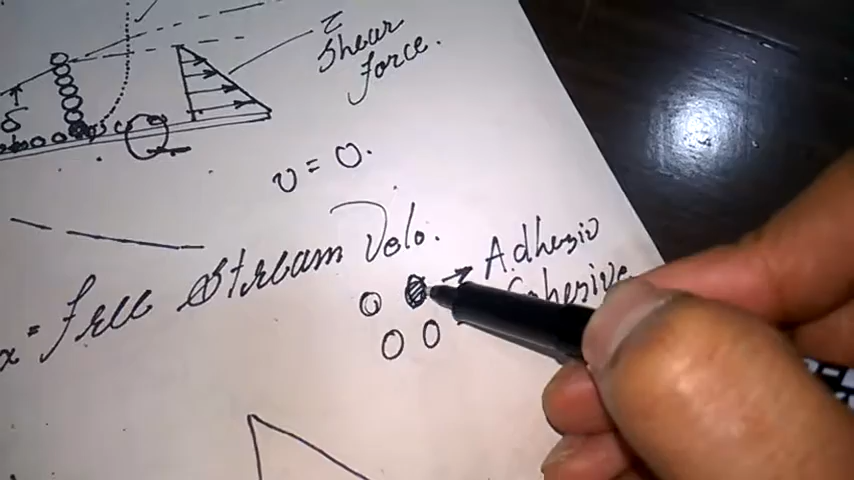 τ
Shear
force.
δ
υ = 0.
∝ = free Stream Velo.
→ Adhesio
Cohesive